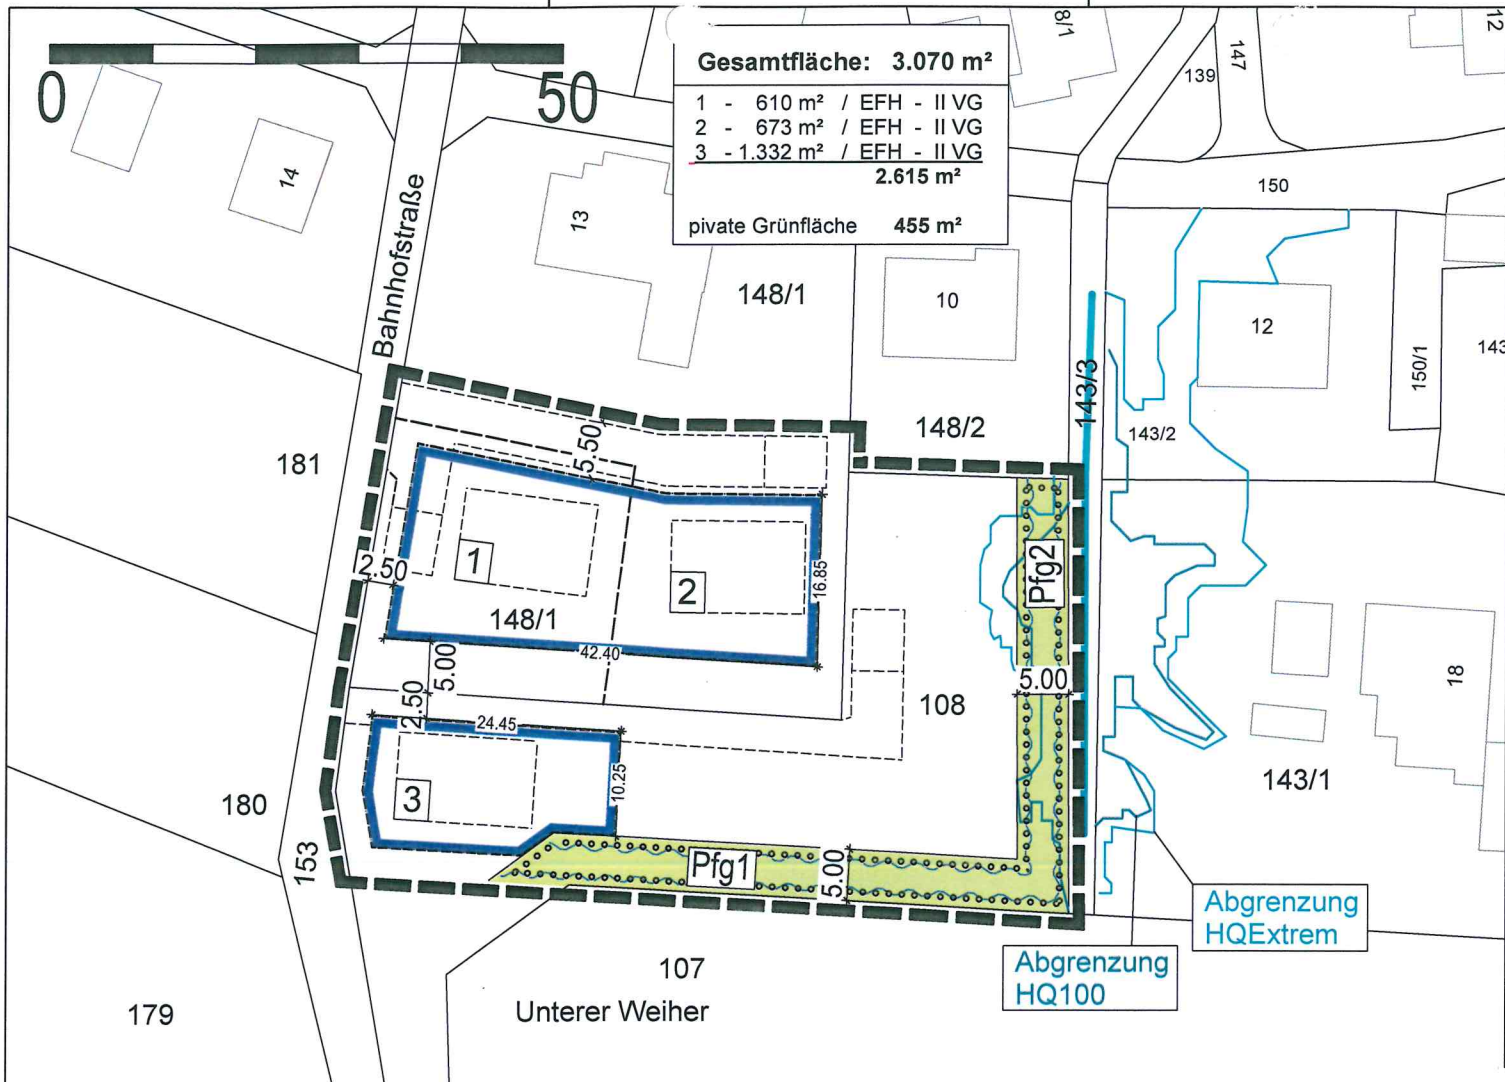 0
50
Gesamtfläche: 3.070 m²
1 - 610 m² / EFH - II VG
2 - 673 m² / EFH - II VG
3 - 1.332 m² / EFH - II VG
2.615 m²
pivate Grünfläche 455 m²
8/1
147
139
12
150
14
13
Bahnhofstraße
148/1
10
12
143/3
150/1
143
148/2
143/2
181
5.50
1
2.50
2
16.85
Pfg2
148/1
42.40
5.00
5.00
108
18
2.50
24.45
10.25
3
143/1
180
153
Pfg1
5.00
Abgrenzung
HQExtrem
Abgrenzung
HQ100
107
Unterer Weiher
179